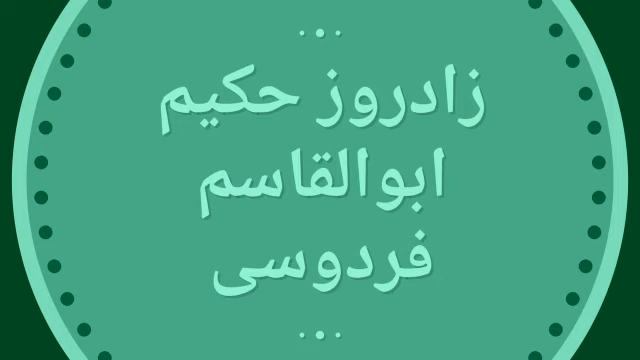 زادروز حکیم
ابوالقاسم
فردوسی